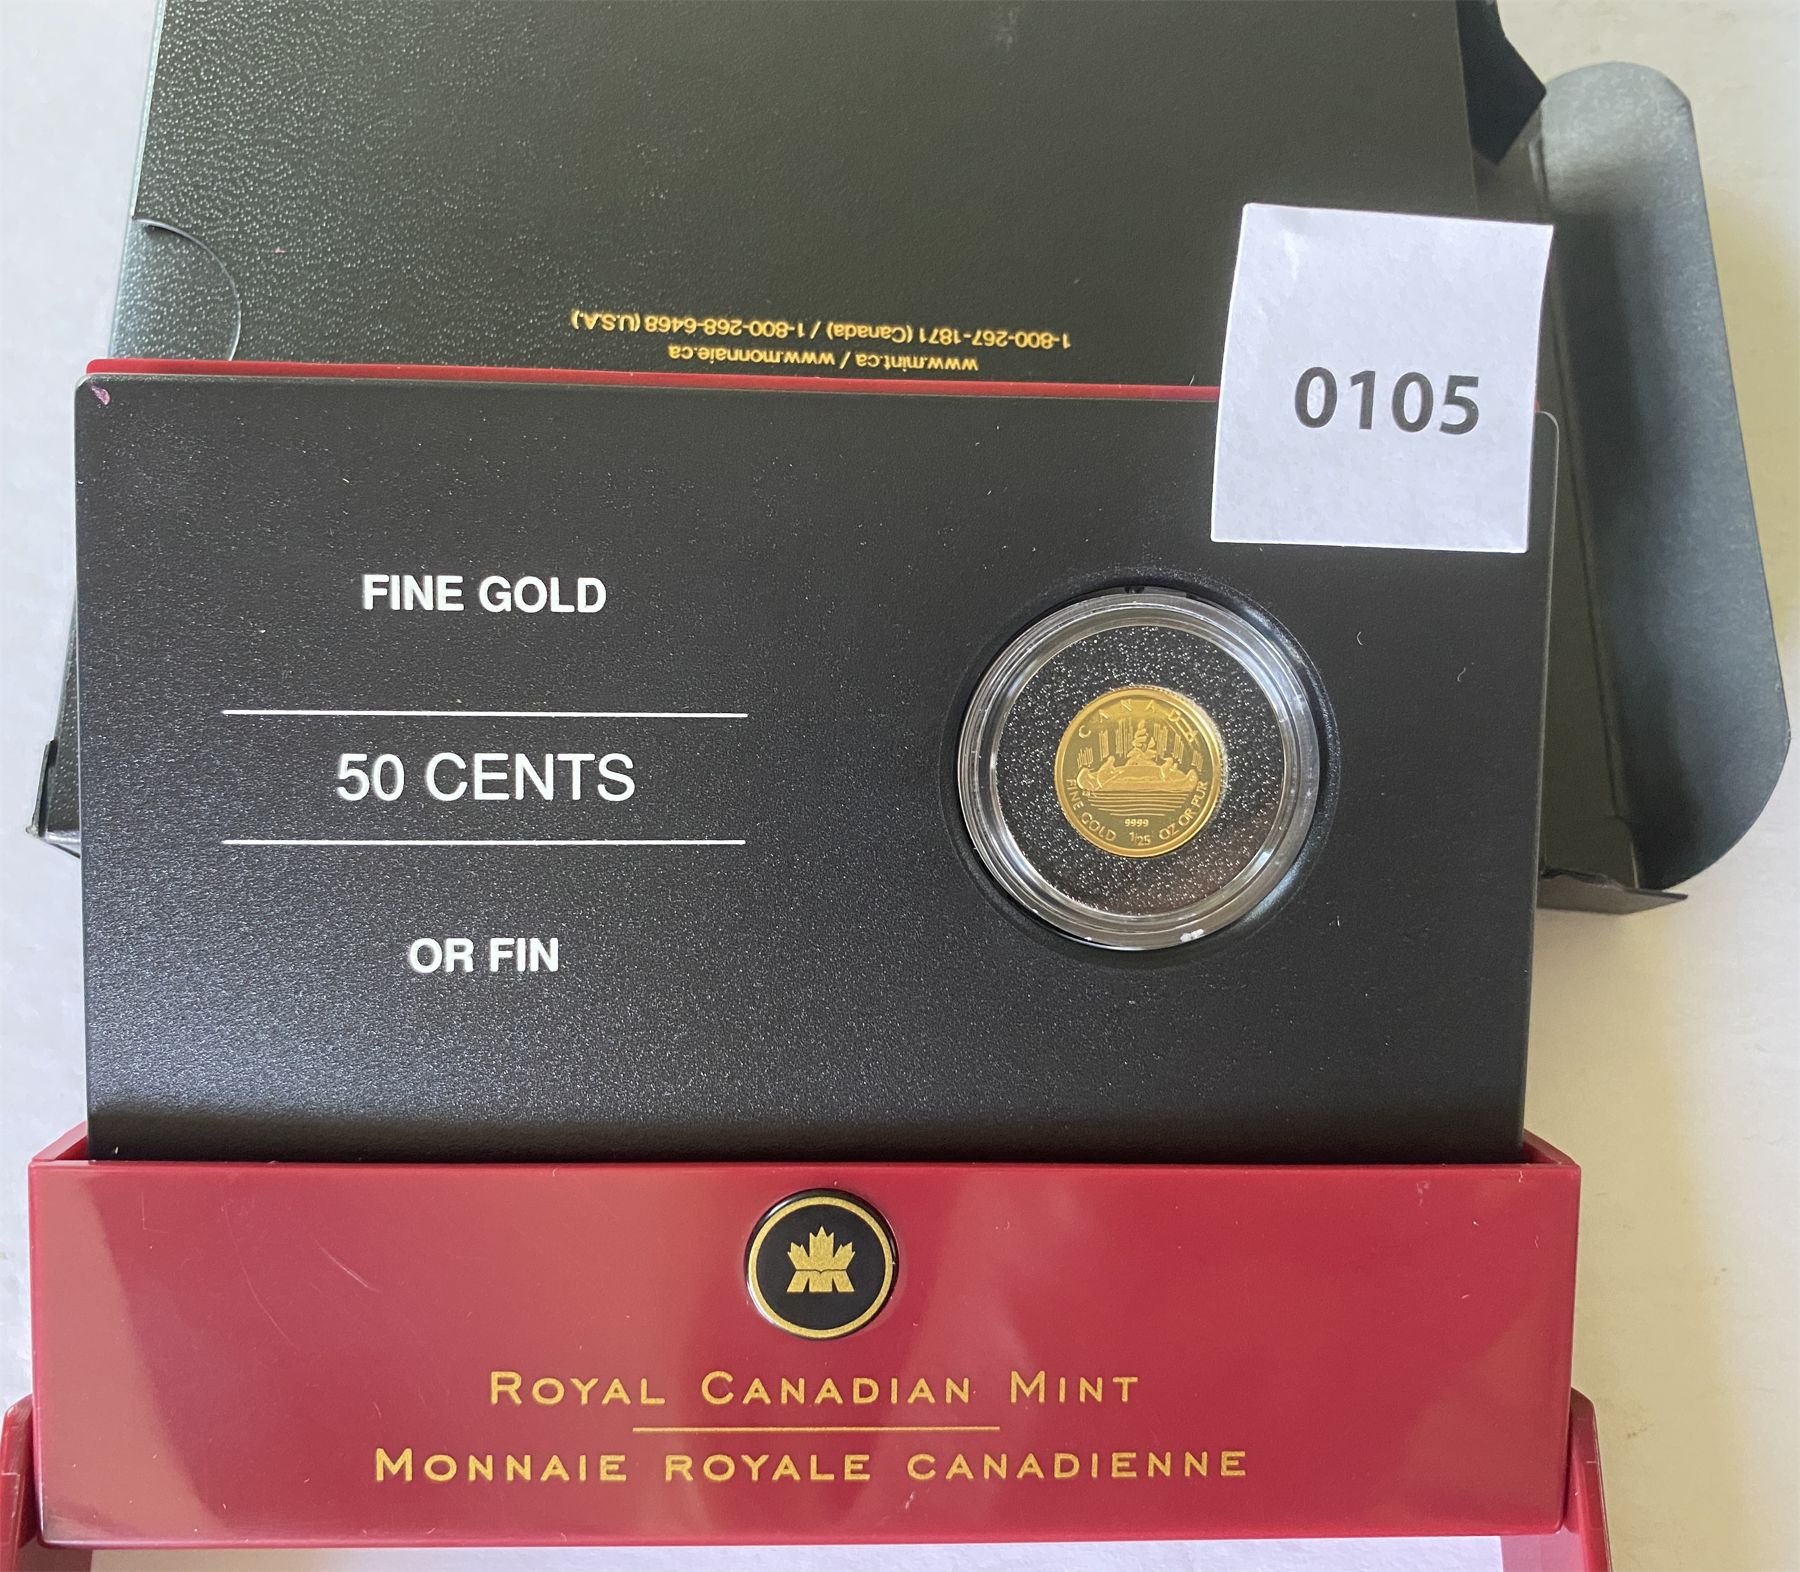 1-800-267-1871 (Canada) / 1-800-268-6468 (U.S.A.)
www.mint.ca / www.monnaie.ca
0105
FINE GOLD
50 CENTS
OR FIN
CANADA
9999
FINE GOLD 1/25 OZ OR PUR
ROYAL CANADIAN MINT
MONNAIE ROYALE CANADIENNE